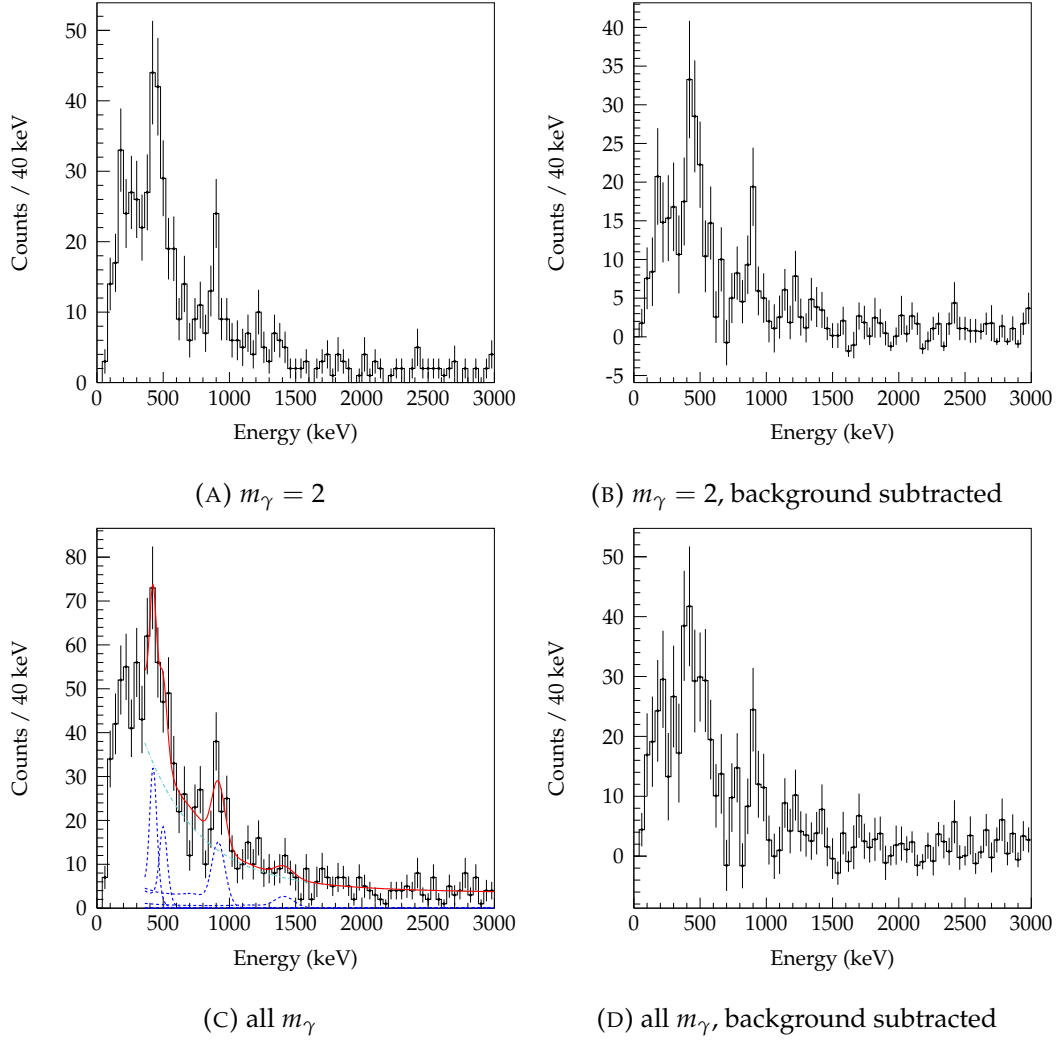 50
40
30
20
10
0
Counts / 40 keV
0 500 1000 1500 2000 2500 3000
Energy (keV)
(A) mγ = 2
40
35
30
25
20
15
10
5
0
−5
Counts / 40 keV
0 500 1000 1500 2000 2500 3000
Energy (keV)
(B) mγ = 2, background subtracted
80
70
60
50
40
30
20
10
0
Counts / 40 keV
0 500 1000 1500 2000 2500 3000
Energy (keV)
(C) all mγ
50
40
30
20
10
0
Counts / 40 keV
0 500 1000 1500 2000 2500 3000
Energy (keV)
(D) all mγ, background subtracted